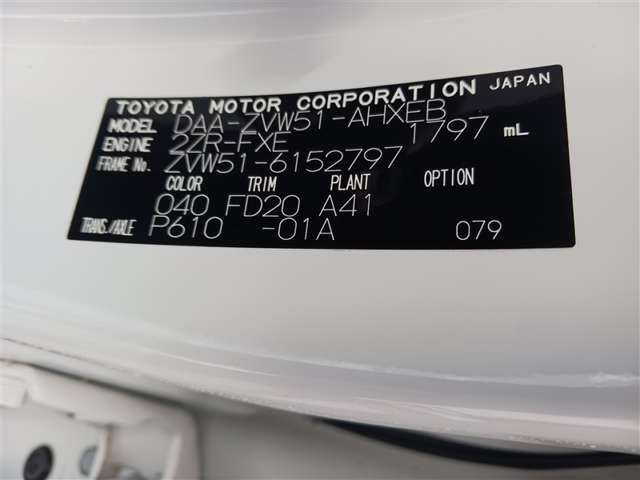 TOYOTA MOTOR CORPORATION JAPAN
MODEL DAA-ZVW51-AHXEB
ENGINE 2ZR-FXE 1797 mL
FRAME No. ZVW51-6152797
COLOR TRIM PLANT OPTION
040 FD20 A41
TRANS./AXLE P610 -01A 079